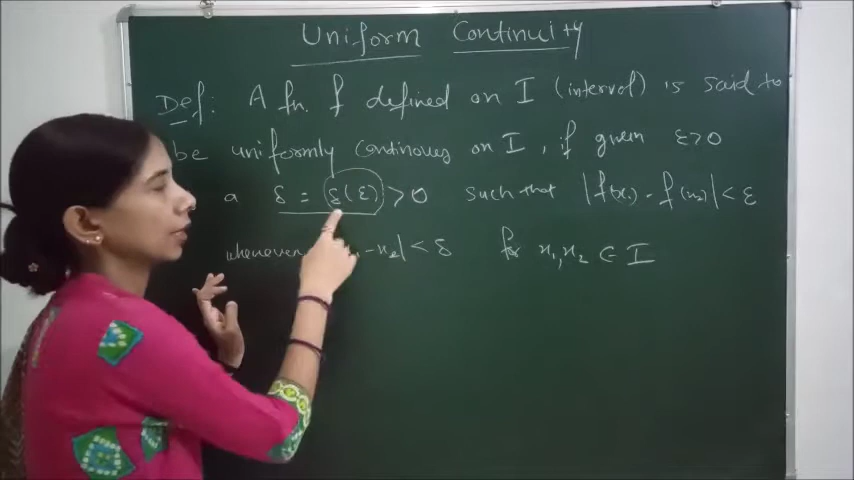 Uniform Continuity
Def: A fn. f defined on I (interval) is said to
be uniformly continuous on I, if given ε>0
a δ = δ(ε) > 0 such that |f(x₁) - f(x₂)| < ε
whenever - x₂| < δ for x₁, x₂ ∈ I